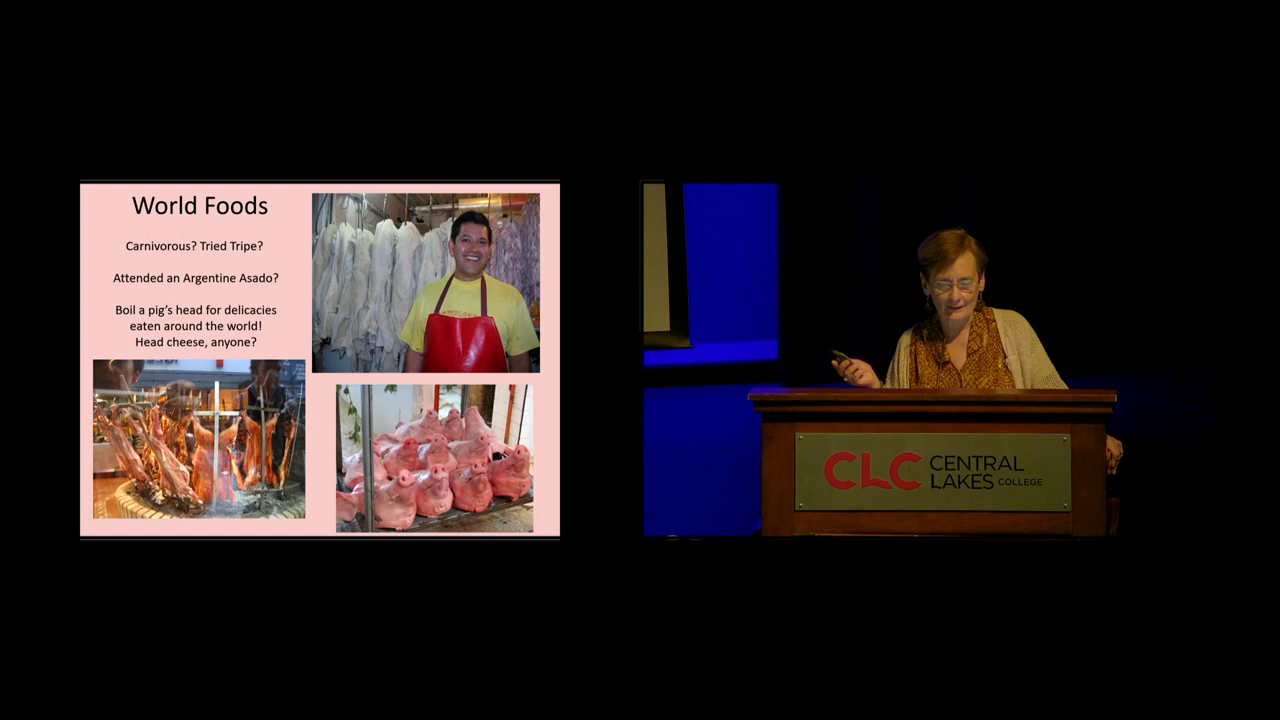 World Foods
Carnivorous? Tried Tripe?
Attended an Argentine Asado?
Boil a pig's head for delicacies
eaten around the world!
Head cheese, anyone?
CLC CENTRAL
LAKES COLLEGE